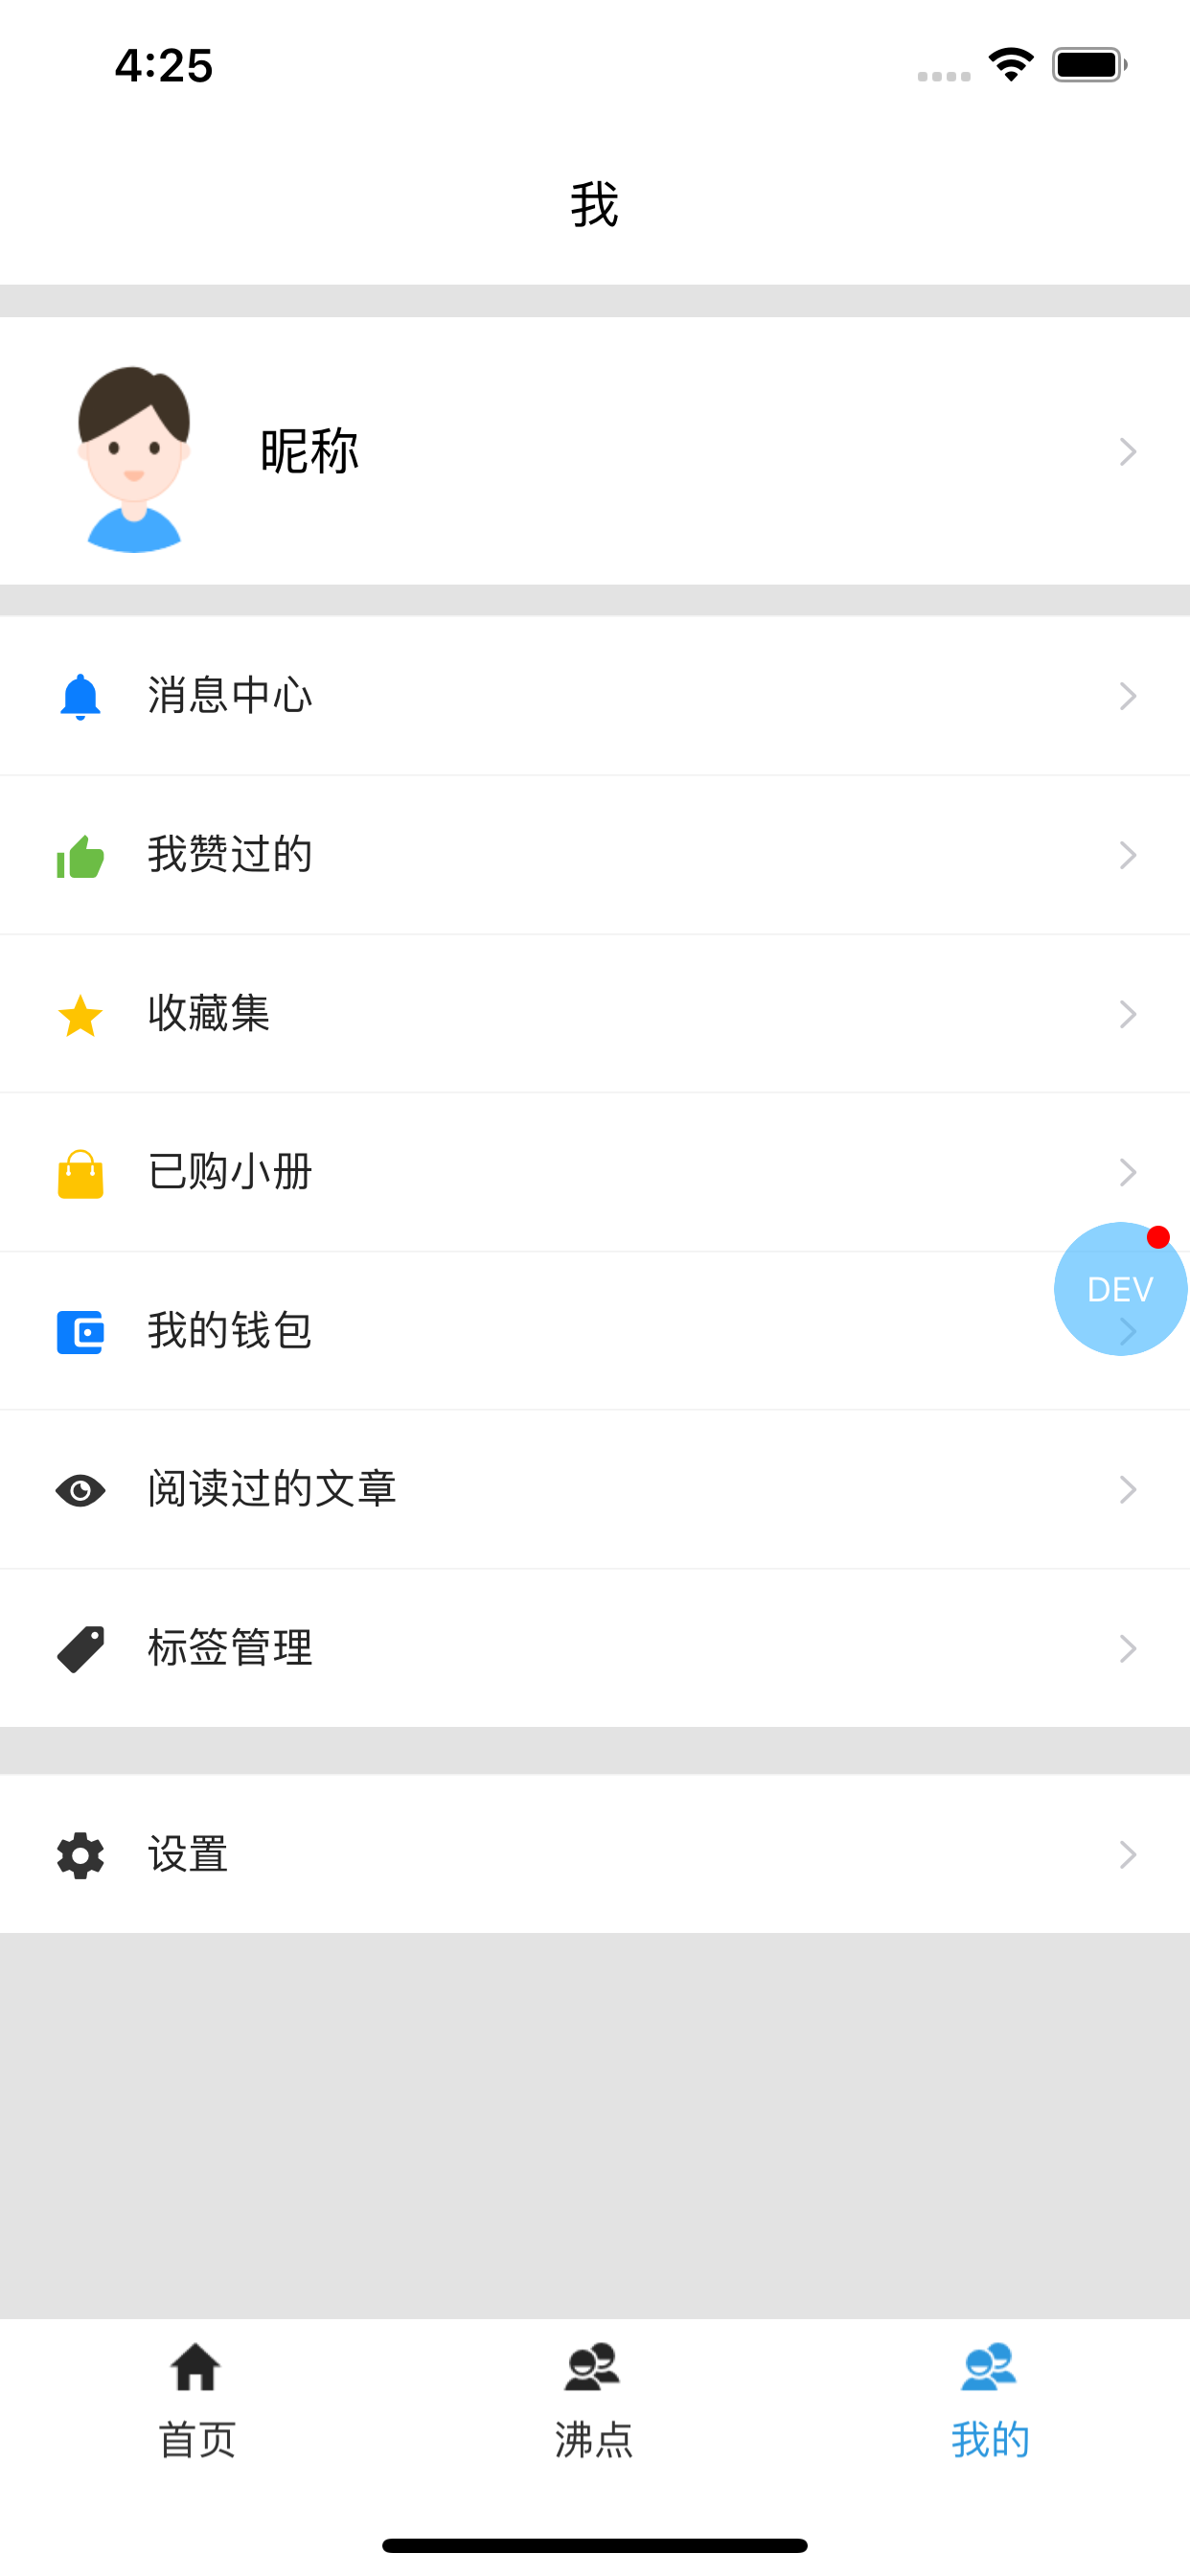 4:25
我
昵称
消息中心
我赞过的
收藏集
已购小册
DEV
我的钱包
阅读过的文章
标签管理
设置
首页
沸点
我的